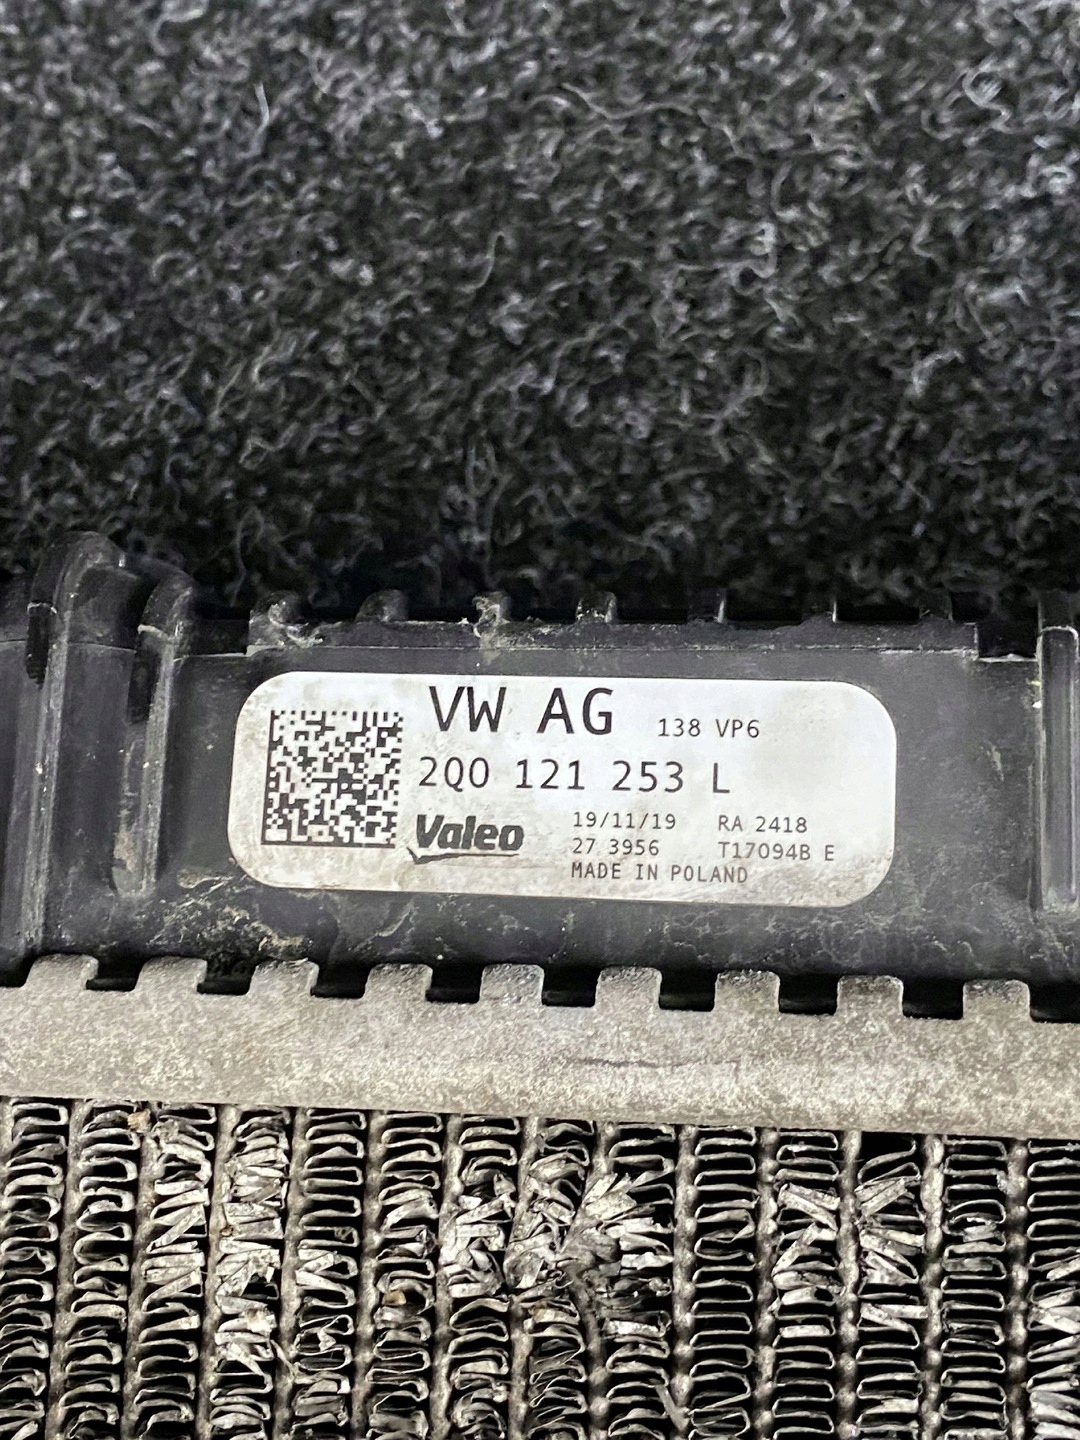 VW AG 138 VP6
2Q0 121 253 L
Valeo 19/11/19 RA 2418
27 3956 T17094B E
MADE IN POLAND